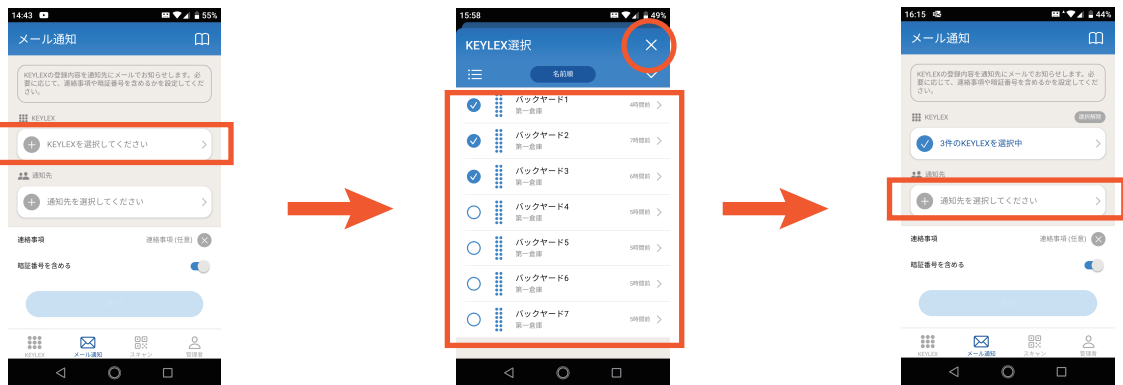 14:43
55%
メール通知
KEYLEXの登録内容を通知先にメールでお知らせします。必
要に応じて、連絡事項や暗証番号を含めるかを設定してくだ
さい。
KEYLEX
KEYLEXを選択してください
通知先
通知先を選択してください
連絡事項
連絡事項 (任意)
暗証番号を含める
KEYLEX
メール通知
スキャン
管理者
15:58
49%
KEYLEX選択
名前順
バックヤード1
第一倉庫
4時間前
バックヤード2
第一倉庫
7時間前
バックヤード3
第一倉庫
6時間前
バックヤード4
第一倉庫
5時間前
バックヤード5
第一倉庫
5時間前
バックヤード6
第一倉庫
5時間前
バックヤード7
第一倉庫
5時間前
16:15
44%
メール通知
KEYLEXの登録内容を通知先にメールでお知らせします。必
要に応じて、連絡事項や暗証番号を含めるかを設定してくだ
さい。
KEYLEX
選択解除
3件のKEYLEXを選択中
通知先
通知先を選択してください
連絡事項
連絡事項 (任意)
暗証番号を含める
KEYLEX
メール通知
スキャン
管理者